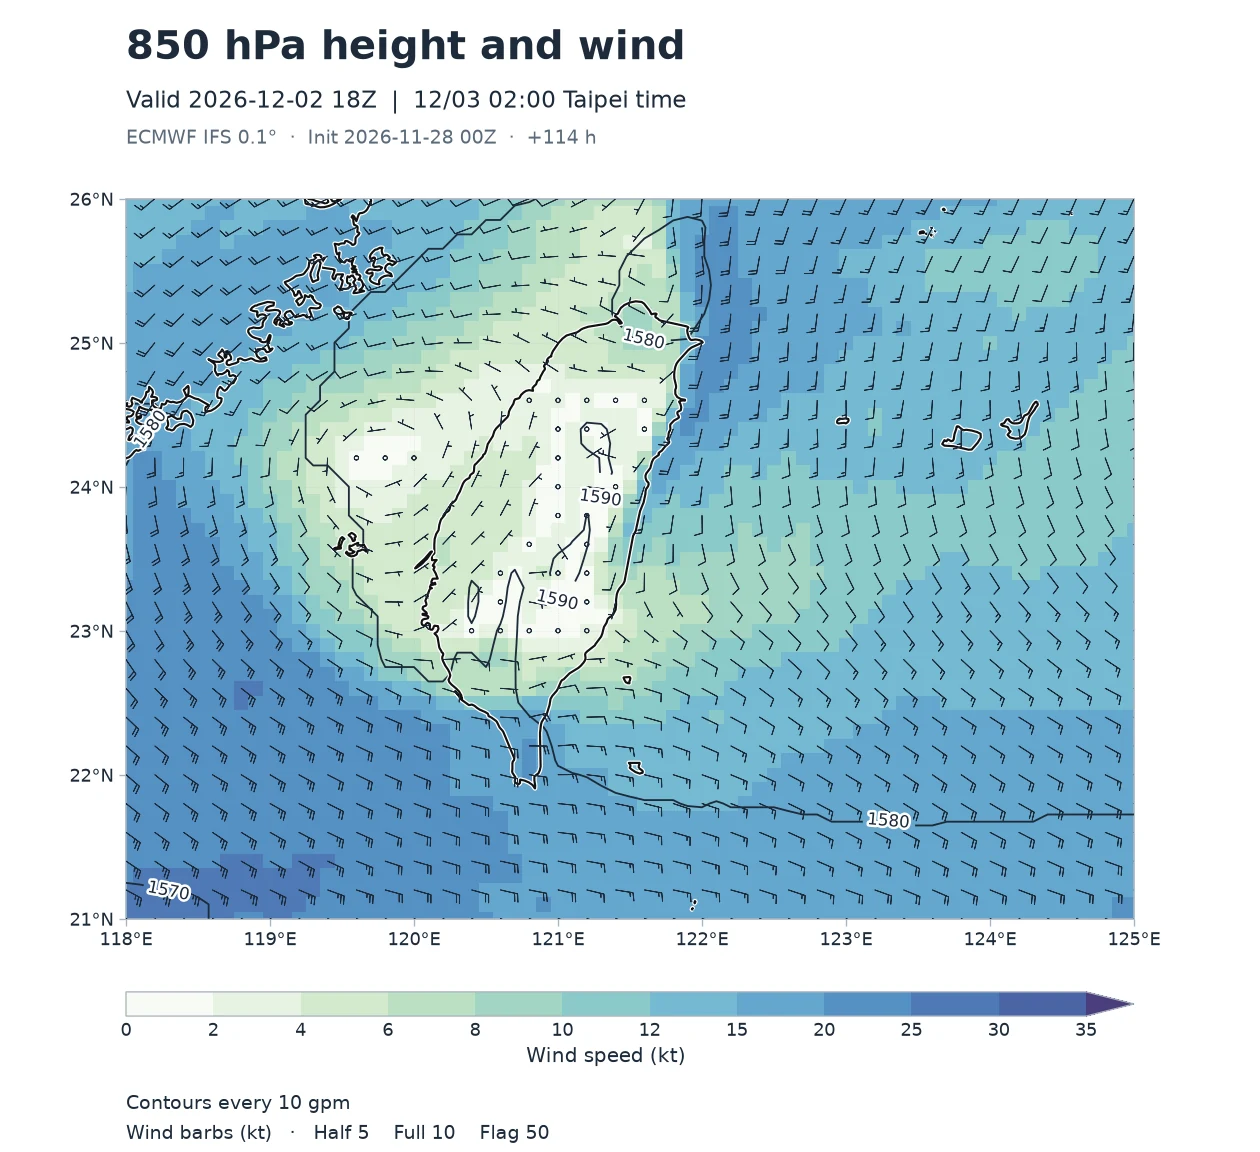 850 hPa height and wind
Valid 2026-12-02 18Z | 12/03 02:00 Taipei time
ECMWF IFS 0.1° · Init 2026-11-28 00Z · +114 h
26°N
25°N
24°N
23°N
22°N
21°N
1580
1580
1590
1590
1580
1570
118°E 119°E 120°E 121°E 122°E 123°E 124°E 125°E
0 2 4 6 8 10 12 15 20 25 30 35
Wind speed (kt)
Contours every 10 gpm
Wind barbs (kt) · Half 5 Full 10 Flag 50